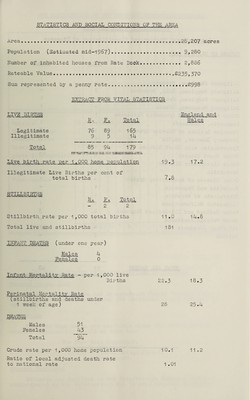 STATISTICS AND SOCIAL CONDITIONS OF THE AREA
Area 26,207 acres
Population (Estimated mid-1967) 9,280
Number of inhabited houses from Rate Book 2,806
Rateable Value £235,370
Sum represented by a penny rate £958
EXTRACT FROM VITAL STATISTICS
LIVE BIRTHS England and
M. F. Total Wales
Legitimate 76 89 165
Illegitimate 9 5 14
Total 85 94 179
Live birth rate per 1,000 home population 19.3 17.2
Illegitimate Live Births per cent of
total births 7.8
STILLBIRTHS
M. F. Total
- 2 2
Stillbirth rate per 1,000 total births 11.0 14.8
Total live and stillbirths 181
INFANT DEATHS (under one year)
Males 4
Females 0
Infant Mortality Rate - per 1,000 live
Births 22.3 18.3
Perinatal Mortality Rate
(stillbirths and deaths under
1 week of age) 28 25.4
DEATHS
Males 51
Females 43
Total 94
Crude rate per 1,000 home population 10.1 11.2
Ratio of local adjusted death rate
to national rate 1.01